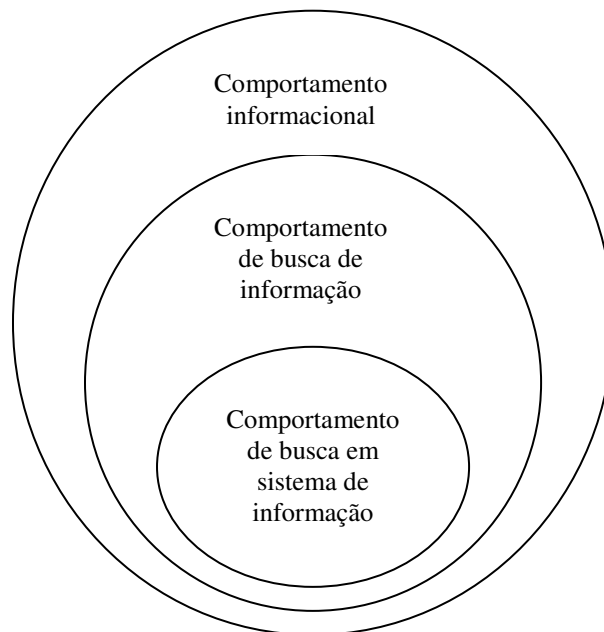 Comportamento
informacional
Comportamento
de busca de
informação
Comportamento
de busca em
sistema de
informação